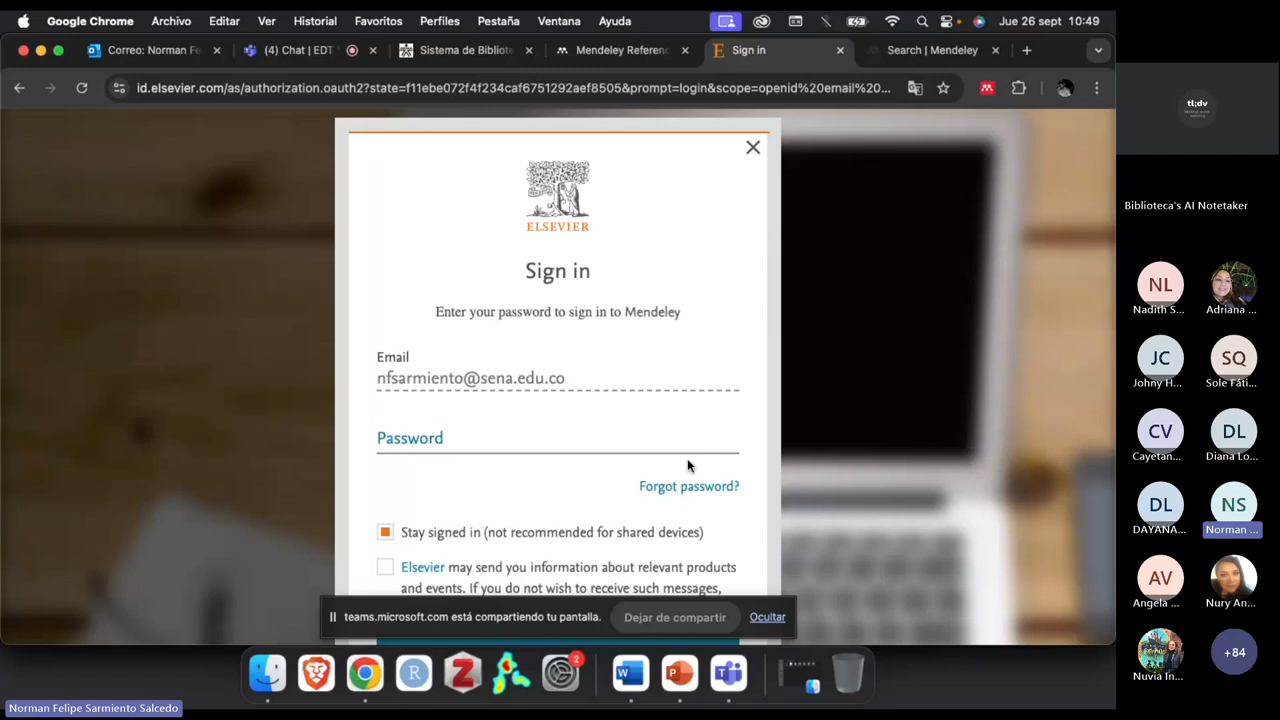 Google Chrome Archivo Editar Ver Historial Favoritos Perfiles Pestaña Ventana Ayuda Jue 26 sept 10:49
Correo: Norman Fe
(4) Chat | EDT
Sistema de Bibliote
Mendeley Referenc
Sign in
Search | Mendeley
id.elsevier.com/as/authorization.oauth2?state=f11ebe072f4f234caf6751292aef8505&prompt=login&scope=openid%20email%20...
ELSEVIER
Sign in
Enter your password to sign in to Mendeley
Email
nfsarmiento@sena.edu.co
Password
Forgot password?
Stay signed in (not recommended for shared devices)
Elsevier may send you information about relevant products
and events. If you do not wish to receive such messages,
teams.microsoft.com está compartiendo tu pantalla. Dejar de compartir Ocultar
2
W P T
R Z
Norman Felipe Sarmiento Salcedo
tl;dv
Biblioteca's AI Notetaker
NL
Nadith S... Adriana ...
JC SQ
Johny H... Sole Fáti...
CV DL
Cayetan... Diana Lo...
DL NS
DAYANA... Norman ...
AV
Angela ... Nury An...
+84
Nuvia In...